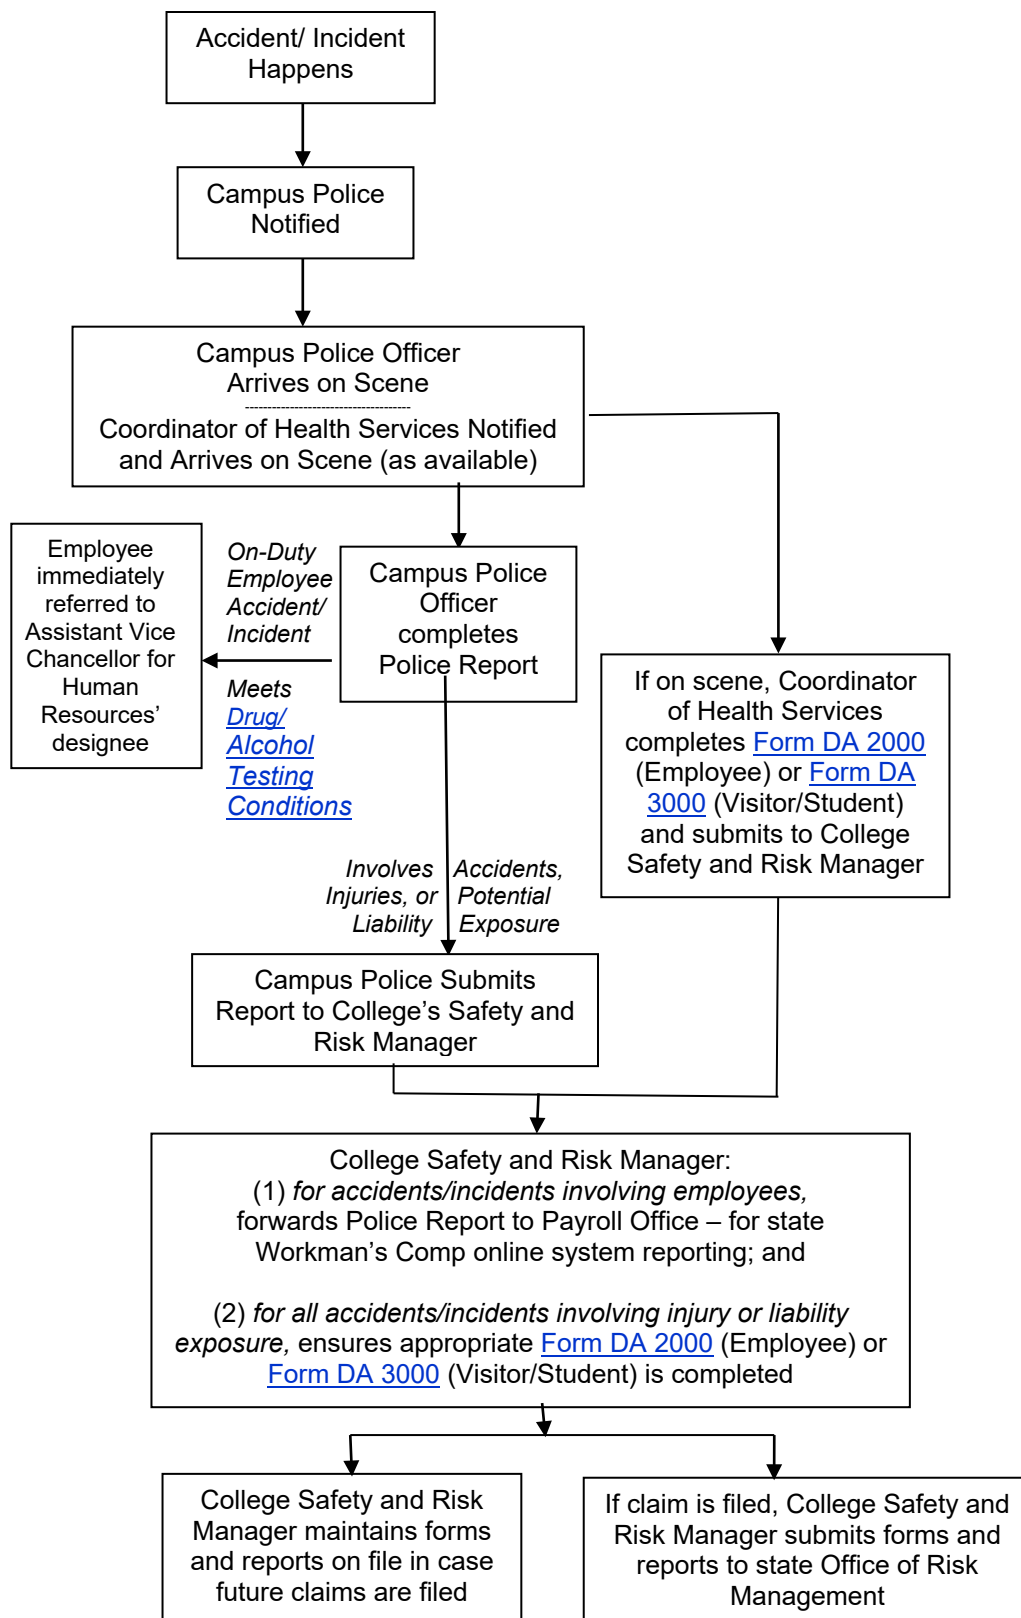 Accident/ Incident
Happens
Campus Police
Notified
Campus Police Officer
Arrives on Scene
-------------------------------------
Coordinator of Health Services Notified
and Arrives on Scene (as available)
Employee
immediately
referred to
Assistant Vice
Chancellor for
Human
Resources’
designee
On-Duty
Employee
Accident/
Incident
Meets
Drug/
Alcohol
Testing
Conditions
Campus Police
Officer
completes
Police Report
If on scene, Coordinator
of Health Services
completes Form DA 2000
(Employee) or Form DA
3000 (Visitor/Student)
and submits to College
Safety and Risk Manager
Involves Accidents,
Injuries, or Potential
Liability Exposure
Campus Police Submits
Report to College’s Safety and
Risk Manager
College Safety and Risk Manager:
(1) for accidents/incidents involving employees,
forwards Police Report to Payroll Office – for state
Workman’s Comp online system reporting; and
(2) for all accidents/incidents involving injury or liability
exposure, ensures appropriate Form DA 2000 (Employee) or
Form DA 3000 (Visitor/Student) is completed
College Safety and Risk
Manager maintains forms
and reports on file in case
future claims are filed
If claim is filed, College Safety and
Risk Manager submits forms and
reports to state Office of Risk
Management